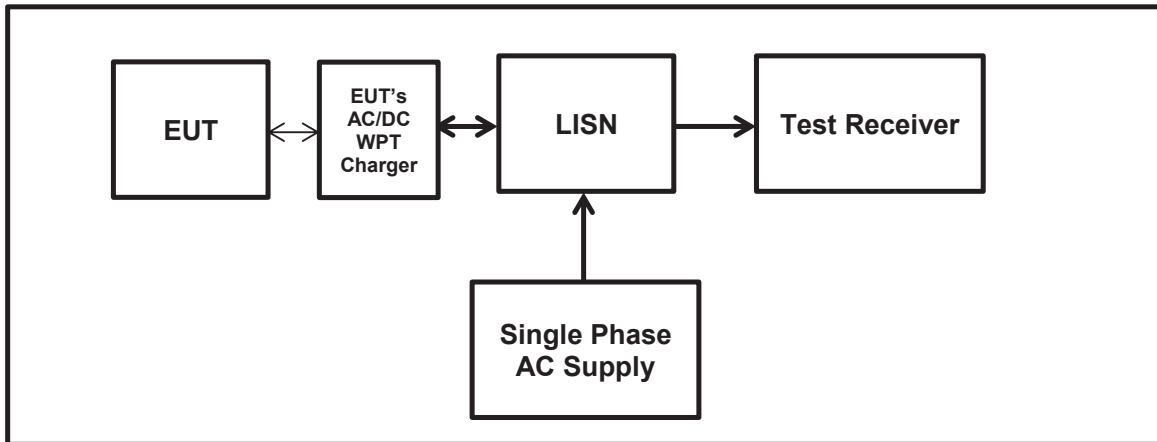 EUT
EUT's
AC/DC
WPT
Charger
LISN
Test Receiver
Single Phase
AC Supply